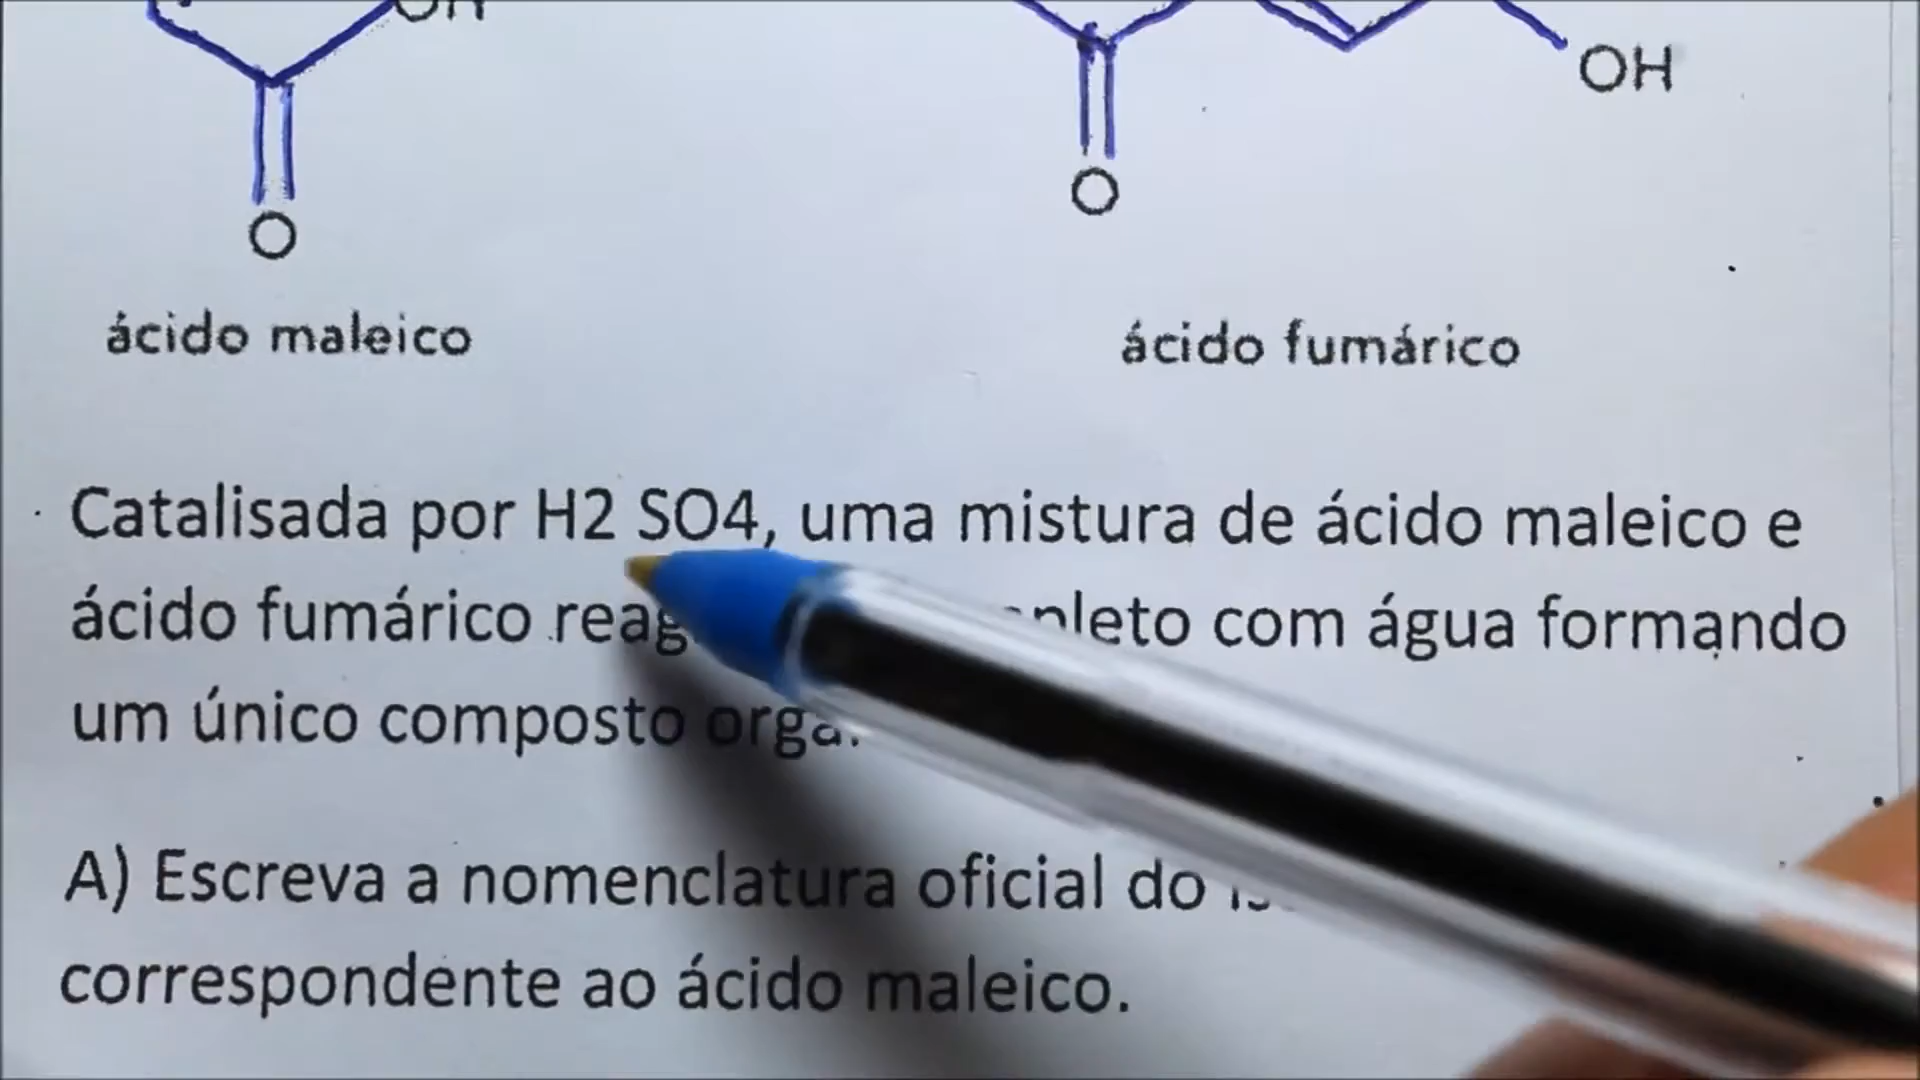 OH
OH
O
O
ácido maleico
ácido fumárico
Catalisada por H2 SO4, uma mistura de ácido maleico e
ácido fumárico com água formando
um único composto
A) Escreva a nomenclatura oficial do
correspondente ao ácido maleico.